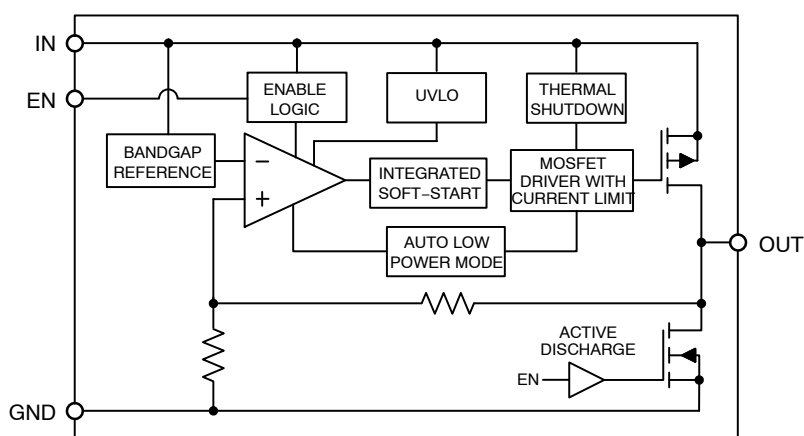 IN
EN
ENABLE
LOGIC
UVLO
THERMAL
SHUTDOWN
BANDGAP
REFERENCE
−
+
INTEGRATED
SOFT−START
MOSFET
DRIVER WITH
CURRENT LIMIT
AUTO LOW
POWER MODE
OUT
ACTIVE
DISCHARGE
EN
GND